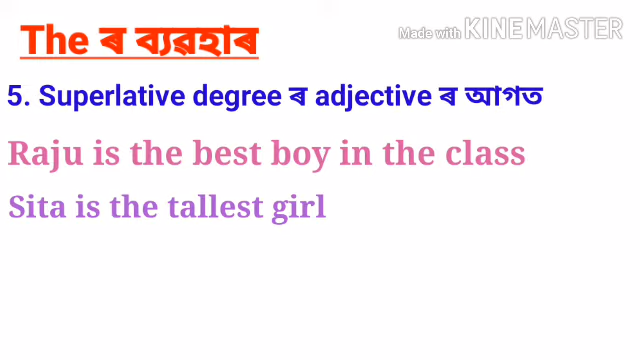 The ৰ ব্যৱহাৰ
Made with KINEMASTER
5. Superlative degree ৰ adjective ৰ আগত
Raju is the best boy in the class
Sita is the tallest girl